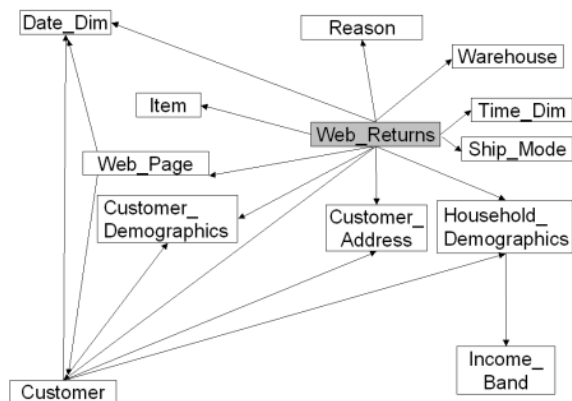 Date_Dim
Reason
Warehouse
Item
Time_Dim
Web_Returns
Ship_Mode
Web_Page
Customer_
Demographics
Customer_
Address
Household_
Demographics
Income_
Band
Customer